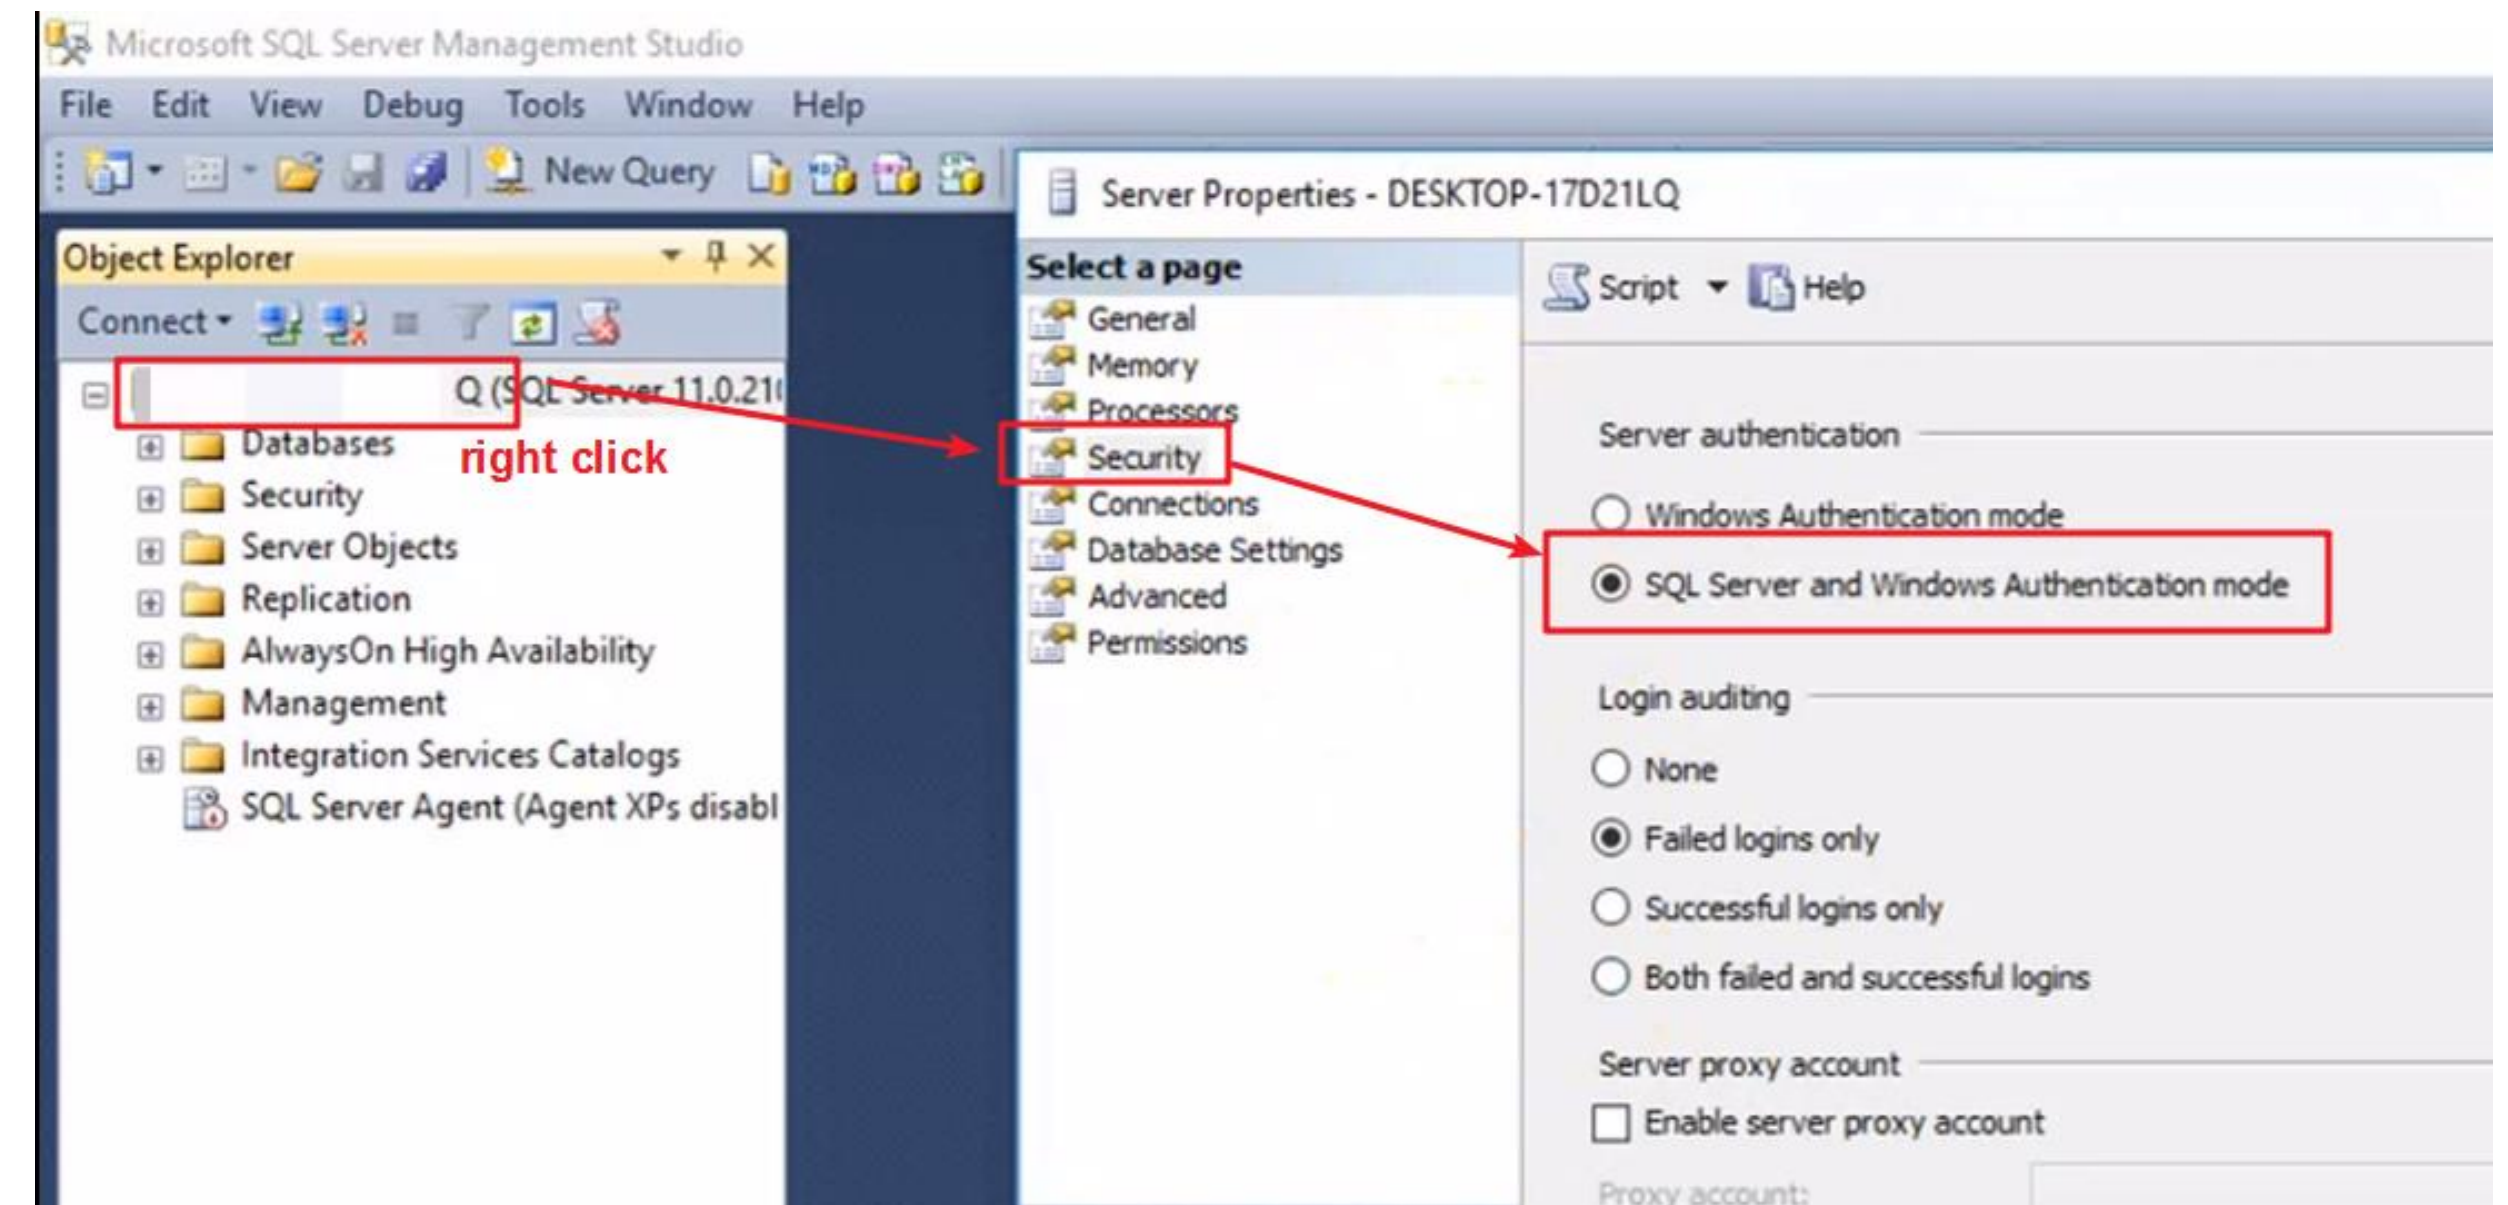 Microsoft SQL Server Management Studio
File Edit View Debug Tools Window Help
New Query
Object Explorer
Connect
Q (SQL Server 11.0.21
right click
Databases
Security
Server Objects
Replication
AlwaysOn High Availability
Management
Integration Services Catalogs
SQL Server Agent (Agent XPs disabl
Server Properties - DESKTOP-17D21LQ
Select a page
General
Memory
Processors
Security
Connections
Database Settings
Advanced
Permissions
Script Help
Server authentication
Windows Authentication mode
SQL Server and Windows Authentication mode
Login auditing
None
Failed logins only
Successful logins only
Both failed and successful logins
Server proxy account
Enable server proxy account
Proxy account: